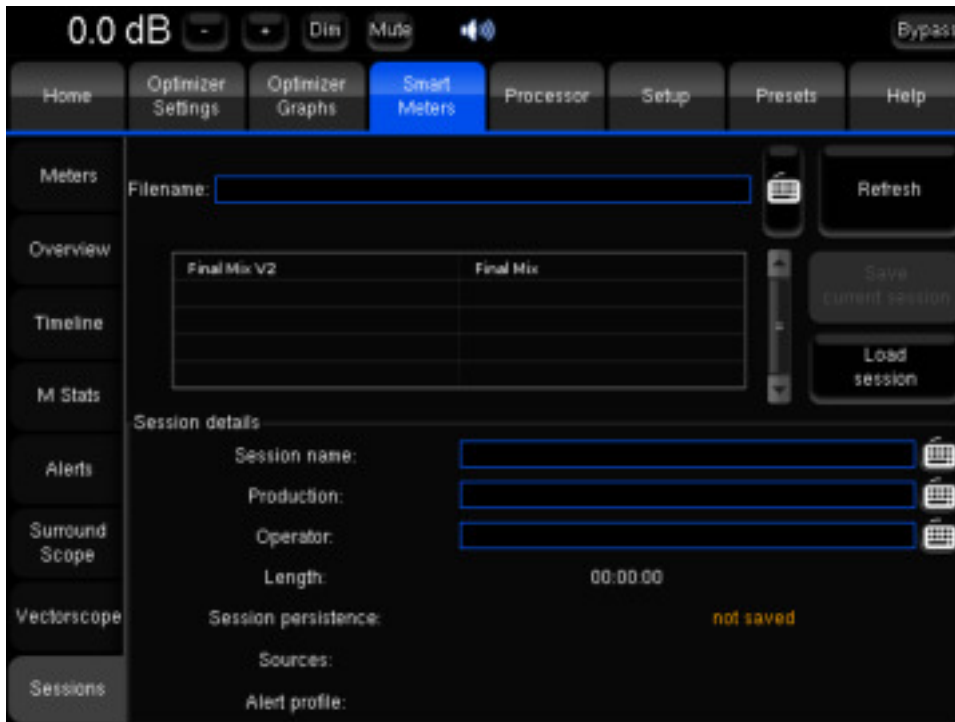 0.0 dB - + Dim Mute Bypass
Home Optimizer Settings Optimizer Graphs Smart Meters Processor Setup Presets Help
Meters
Filename:
Refresh
Overview
Final Mix V2 Final Mix
Save current session
Timeline
Load session
M Stats
Session details
Session name:
Alerts
Production:
Surround Scope
Operator:
Length: 00:00:00
Vectorscope
Session persistence: not saved
Sources:
Sessions
Alert profile: